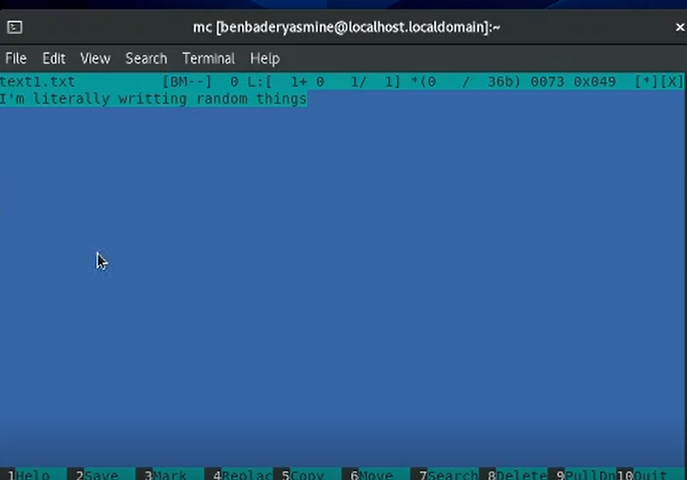 mc [benbaderyasmine@localhost.localdomain]:~
File Edit View Search Terminal Help
text1.txt [BM--] 0 L:[ 1+ 0 1/ 1] *(0 / 36b) 0073 0x049 [*][X]
I'm literally writting random things
1Help 2Save 3Mark 4Replac 5Copy 6Move 7Search 8Delete 9PullDn 10Quit